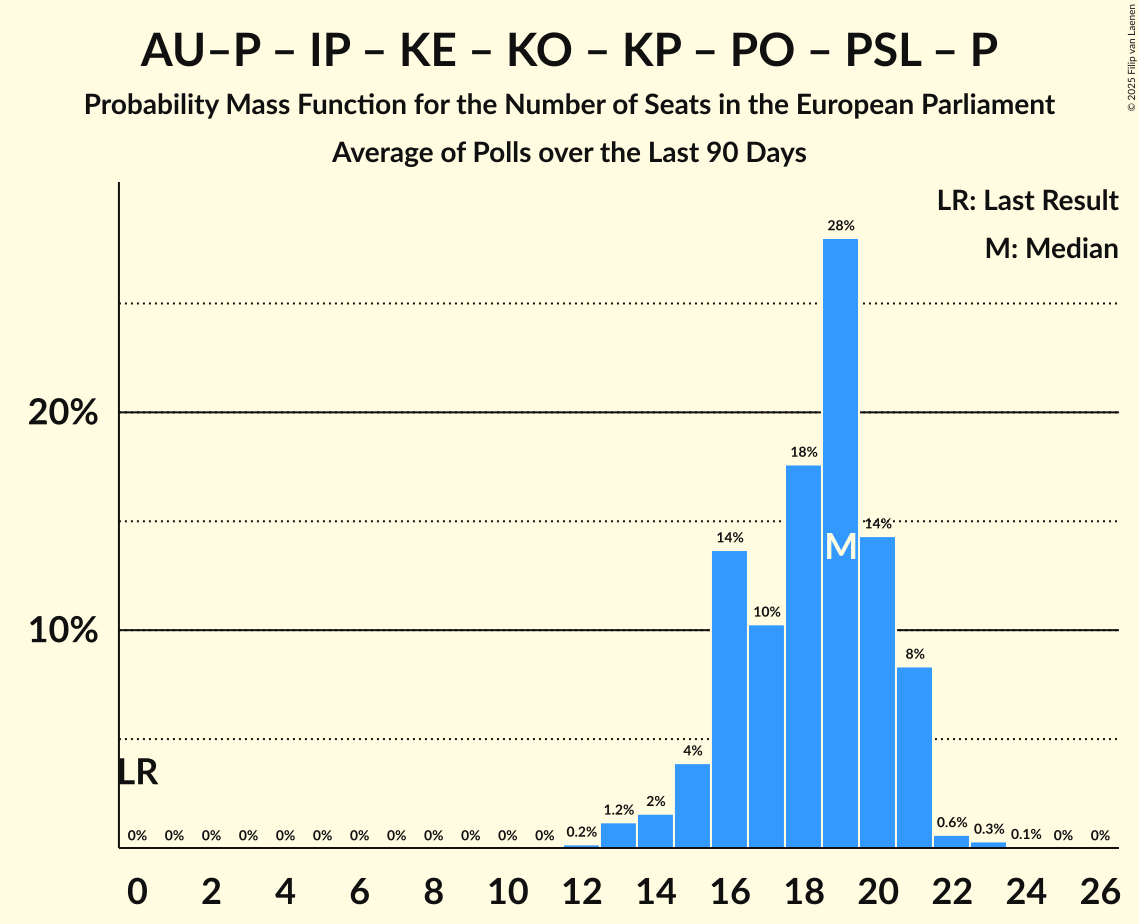 AU–P – IP – KE – KO – KP – PO – PSL – P
Probability Mass Function for the Number of Seats in the European Parliament
Average of Polls over the Last 90 Days
© 2025 Filip van Laenen
LR: Last Result
M: Median
28%
20%
18%
14%
14%
M
10%
10%
8%
4%
LR
2%
1.2%
0% 0% 0% 0% 0% 0% 0% 0% 0% 0% 0% 0% 0.2% 0.6% 0.3% 0.1% 0% 0%
0 2 4 6 8 10 12 14 16 18 20 22 24 26